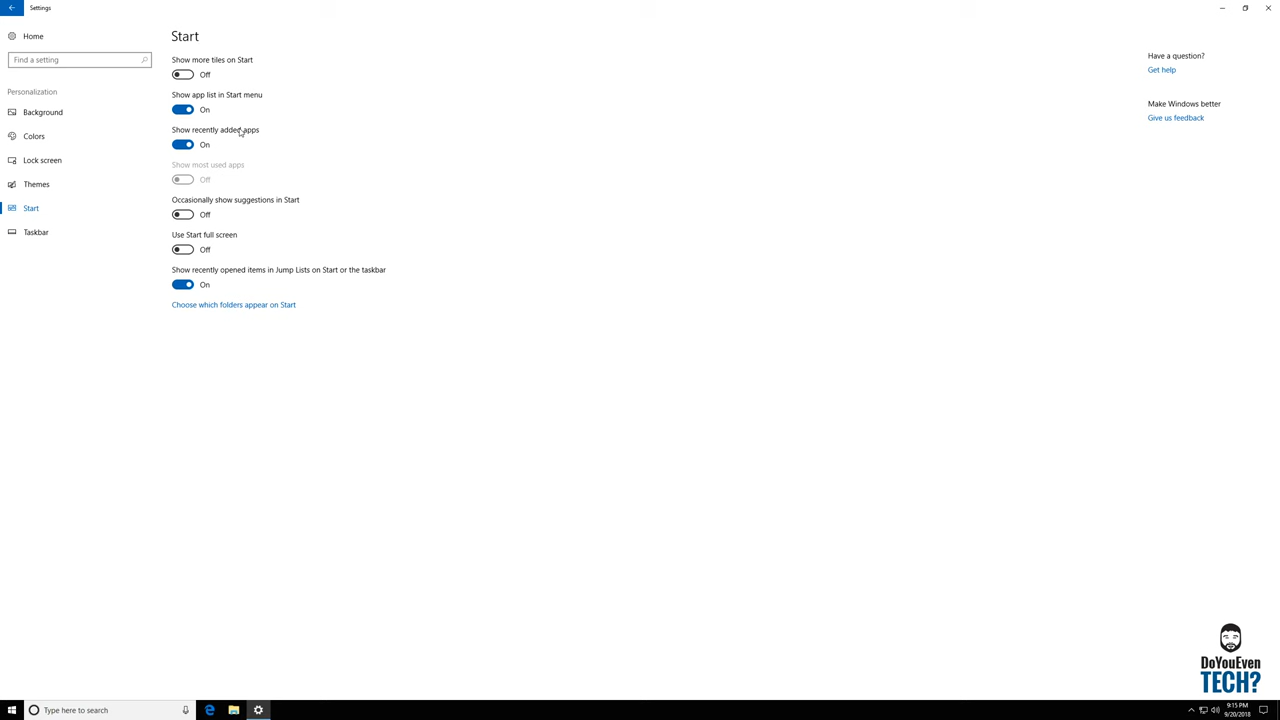 Settings
Home
Find a setting
Personalization
Background
Colors
Lock screen
Themes
Start
Taskbar
Start
Show more tiles on Start
Off
Show app list in Start menu
On
Show recently added apps
On
Show most used apps
Off
Occasionally show suggestions in Start
Off
Use Start full screen
Off
Show recently opened items in Jump Lists on Start or the taskbar
On
Choose which folders appear on Start
Have a question?
Get help
Make Windows better
Give us feedback
DoYouEven
TECH?
Type here to search
9:15 PM
9/20/2018